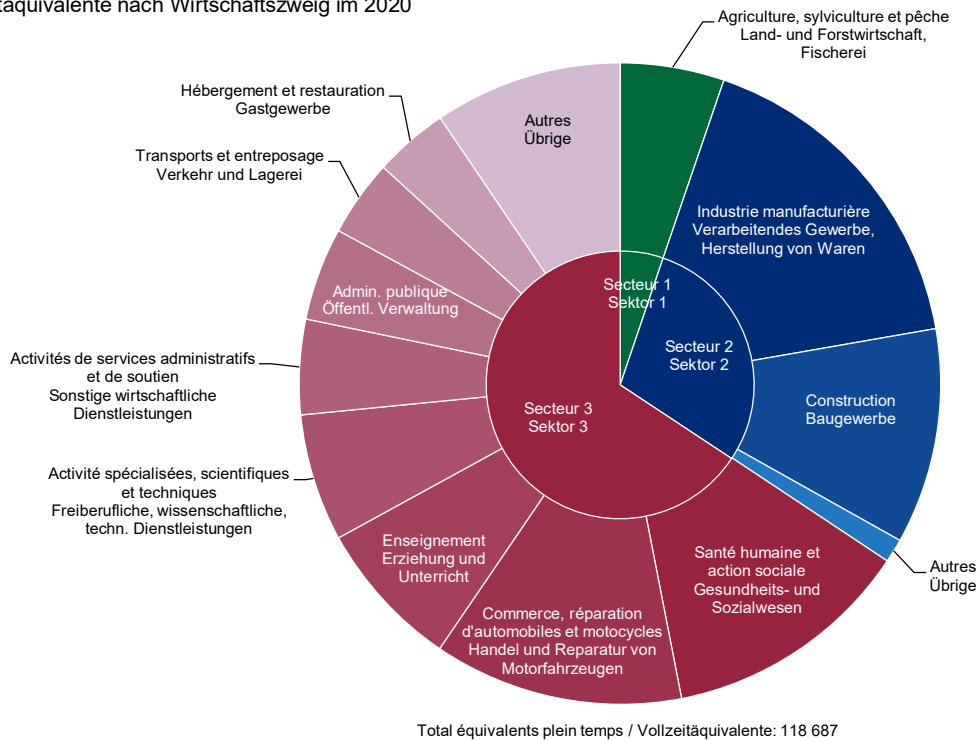 nach Wirtschaftszweig im 2020
Agriculture, sylviculture et pêche
Land- und Forstwirtschaft,
Fischerei
Hébergement et restauration
Gastgewerbe
Autres
Übrige
Transports et entreposage
Verkehr und Lagerei
Industrie manufacturière
Verarbeitendes Gewerbe,
Herstellung von Waren
Admin. publique
Öffentl. Verwaltung
Secteur 1
Sektor 1
Secteur 2
Sektor 2
Activités de services administratifs
et de soutien
Sonstige wirtschaftliche
Dienstleistungen
Secteur 3
Sektor 3
Construction
Baugewerbe
Activité spécialisées, scientifiques
et techniques
Freiberufliche, wissenschaftliche,
techn. Dienstleistungen
Enseignement
Erziehung und
Unterricht
Santé humaine et
action sociale
Gesundheits- und
Sozialwesen
Autres
Übrige
Commerce, réparation
d'automobiles et motocycles
Handel und Reparatur von
Motorfahrzeugen
Total équivalents plein temps / Vollzeitäquivalente: 118 687